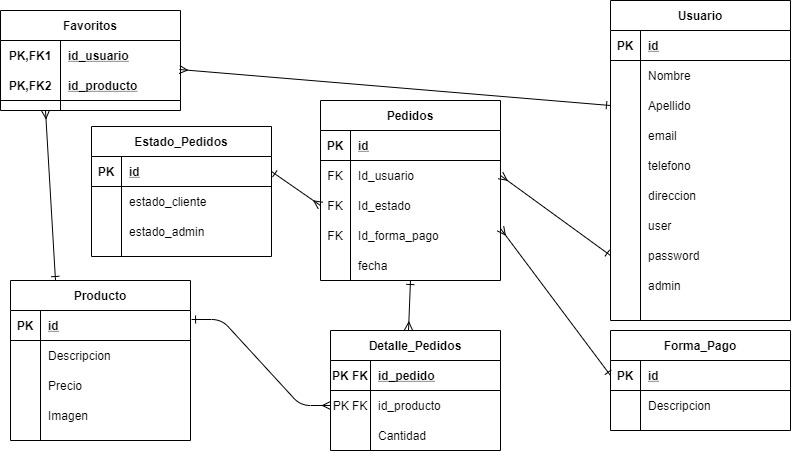 Favoritos
PK,FK1 id_usuario
PK,FK2 id_producto
Usuario
PK id
Nombre
Apellido
email
telefono
direccion
user
password
admin
Estado_Pedidos
PK id
estado_cliente
estado_admin
Pedidos
PK id
FK Id_usuario
FK Id_estado
FK Id_forma_pago
fecha
Producto
PK id
Descripcion
Precio
Imagen
Detalle_Pedidos
PK FK id_pedido
PK FK id_producto
Cantidad
Forma_Pago
PK id
Descripcion